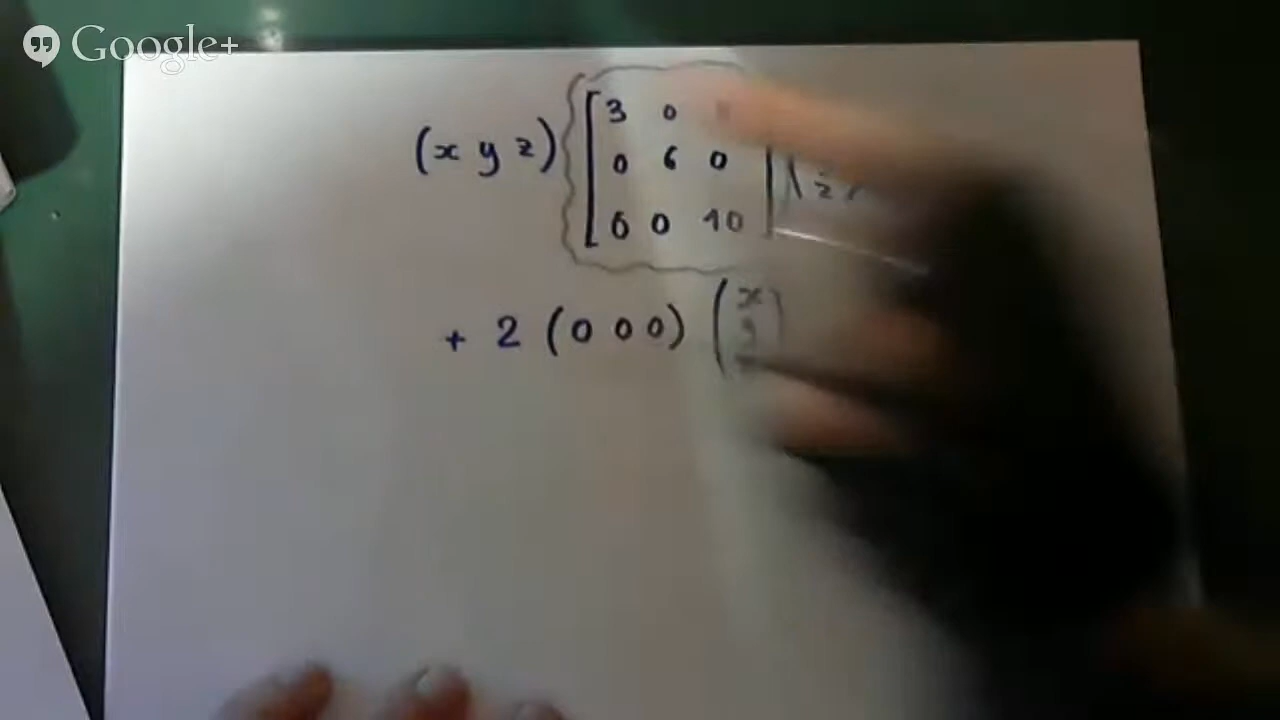 Google+
(x y z) [3 0
0 6 0
0 0 10]
z)
+ 2 (0 0 0) (x
y